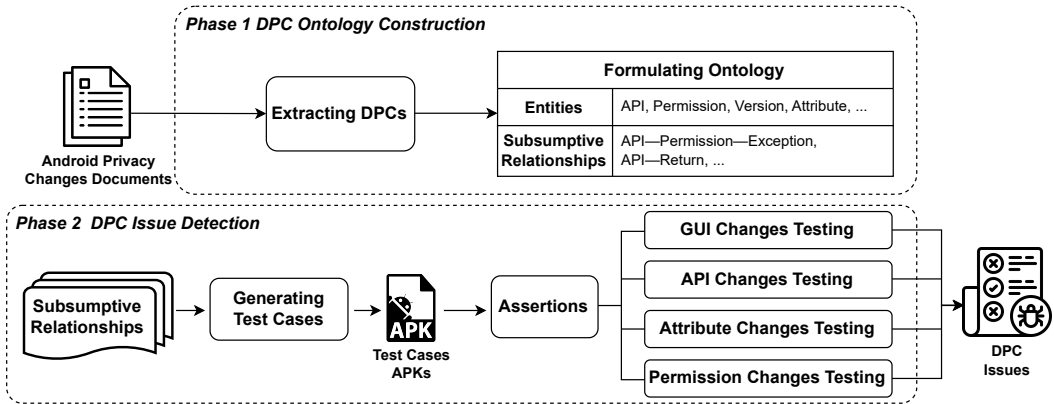 Phase 1 DPC Ontology Construction
Android Privacy
Changes Documents
Extracting DPCs
Formulating Ontology
Entities
API, Permission, Version, Attribute, ...
Subsumptive
Relationships
API—Permission—Exception,
API—Return, ...
Phase 2 DPC Issue Detection
Subsumptive
Relationships
Generating
Test Cases
APK
Test Cases
APKs
Assertions
GUI Changes Testing
API Changes Testing
Attribute Changes Testing
Permission Changes Testing
DPC
Issues